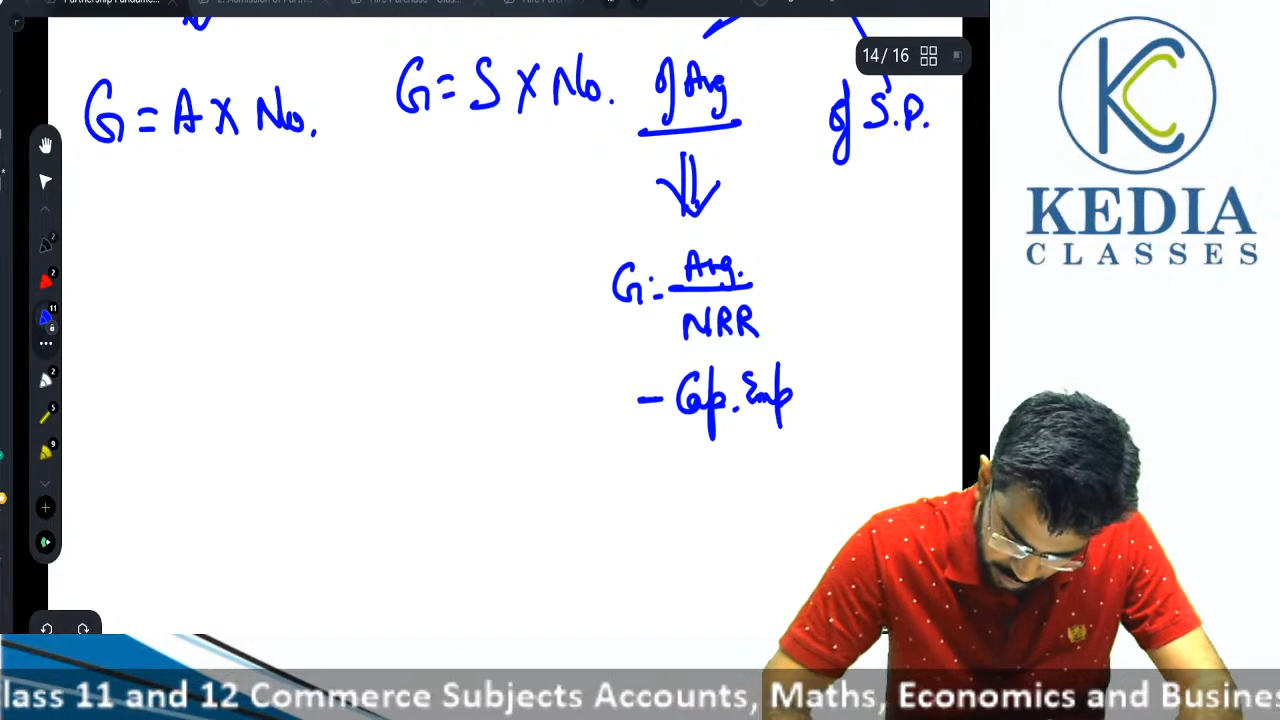 14 / 16
G = A X No.
G = S X No.
of Avg
of S.P.
G = Avg.
NRR
- Cap. Emp
KC
KEDIA
CLASSES
lass 11 and 12 Commerce Subjects Accounts, Maths, Economics and Busines